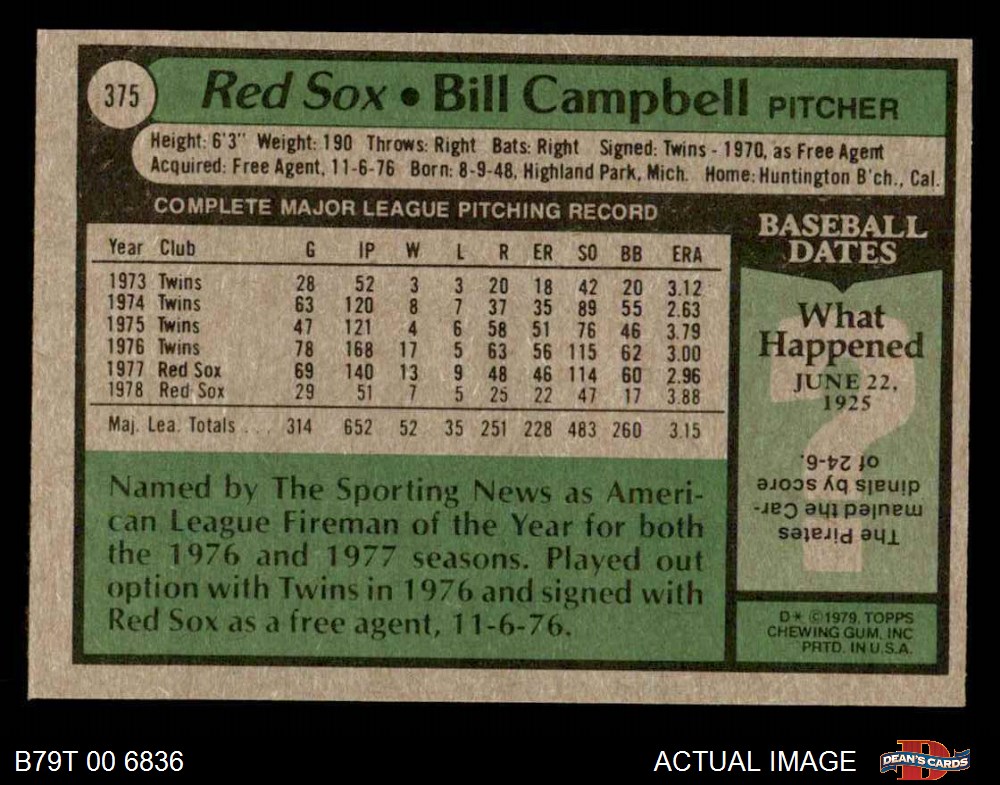 375 Red Sox • Bill Campbell PITCHER
Height: 6'3" Weight: 190 Throws: Right Bats: Right Signed: Twins - 1970, as Free Agent
Acquired: Free Agent, 11-6-76 Born: 8-9-48, Highland Park, Mich. Home: Huntington B'ch., Cal.
COMPLETE MAJOR LEAGUE PITCHING RECORD
Year Club G IP W L R ER SO BB ERA
1973 Twins 28 52 3 3 20 18 42 20 3.12
1974 Twins 63 120 8 7 37 35 89 55 2.63
1975 Twins 47 121 4 6 58 51 76 46 3.79
1976 Twins 78 168 17 5 63 56 115 62 3.00
1977 Red Sox 69 140 13 9 48 46 114 60 2.96
1978 Red Sox 29 51 7 5 25 22 47 17 3.88
Maj. Lea. Totals . . . 314 652 52 35 251 228 483 260 3.15
Named by The Sporting News as Ameri-
can League Fireman of the Year for both
the 1976 and 1977 seasons. Played out
option with Twins in 1976 and signed with
Red Sox as a free agent, 11-6-76.
BASEBALL
DATES
What
Happened
JUNE 22,
1925
?
The Pirates
mauled the Car-
dinals by score
of 24-6.
D* ©1979, TOPPS
CHEWING GUM, INC
PRTD. IN U.S.A.
B79T 00 6836
ACTUAL IMAGE
D
DEAN'S CARDS